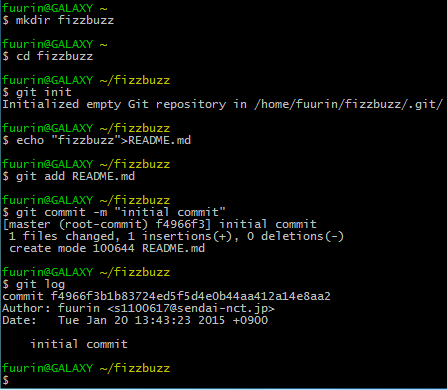 fuurin@GALAXY ~
$ mkdir fizzbuzz
fuurin@GALAXY ~
$ cd fizzbuzz
fuurin@GALAXY ~/fizzbuzz
$ git init
Initialized empty Git repository in /home/fuurin/fizzbuzz/.git/
fuurin@GALAXY ~/fizzbuzz
$ echo "fizzbuzz">README.md
fuurin@GALAXY ~/fizzbuzz
$ git add README.md
fuurin@GALAXY ~/fizzbuzz
$ git commit -m "initial commit"
[master (root-commit) f4966f3] initial commit
 1 files changed, 1 insertions(+), 0 deletions(-)
 create mode 100644 README.md
fuurin@GALAXY ~/fizzbuzz
$ git log
commit f4966f3b1b83724ed5f5d4e0b44aa412a14e8aa2
Author: fuurin <s1100617@sendai-nct.jp>
Date:   Tue Jan 20 13:43:23 2015 +0900
    initial commit
fuurin@GALAXY ~/fizzbuzz
$